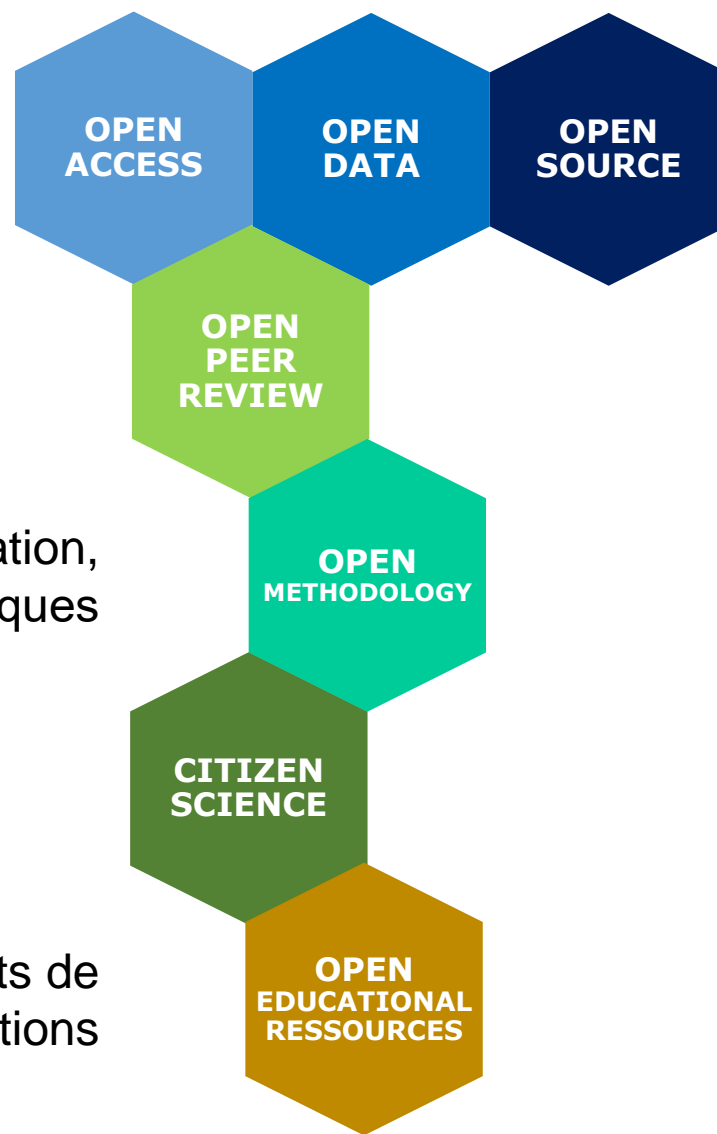 OPEN
ACCESS
OPEN
DATA
OPEN
SOURCE
OPEN
PEER
REVIEW
OPEN
METHODOLOGY
CITIZEN
SCIENCE
ts de
tions
OPEN
EDUCATIONAL
RESSOURCES
ation,
iques